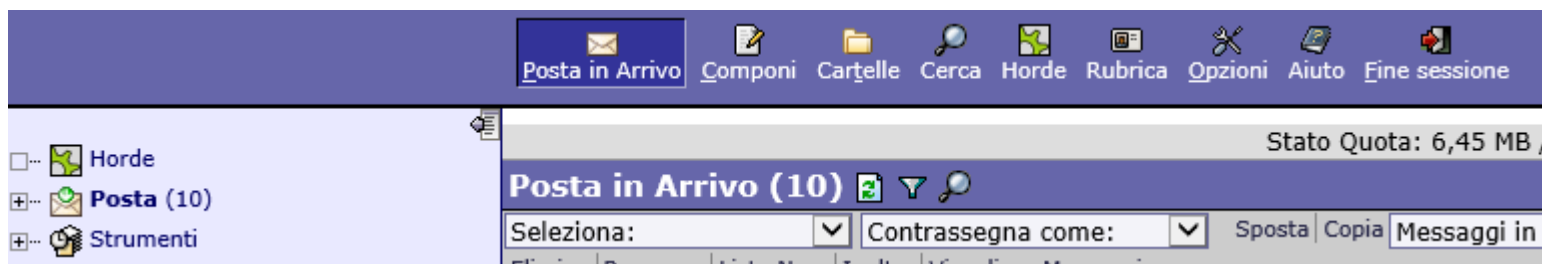 Posta in Arrivo Componi Cartelle Cerca Horde Rubrica Opzioni Aiuto Fine sessione
Horde
Posta (10)
Strumenti
Stato Quota: 6,45 MB /
Posta in Arrivo (10)
Seleziona: Contrassegna come: Sposta Copia Messaggi in